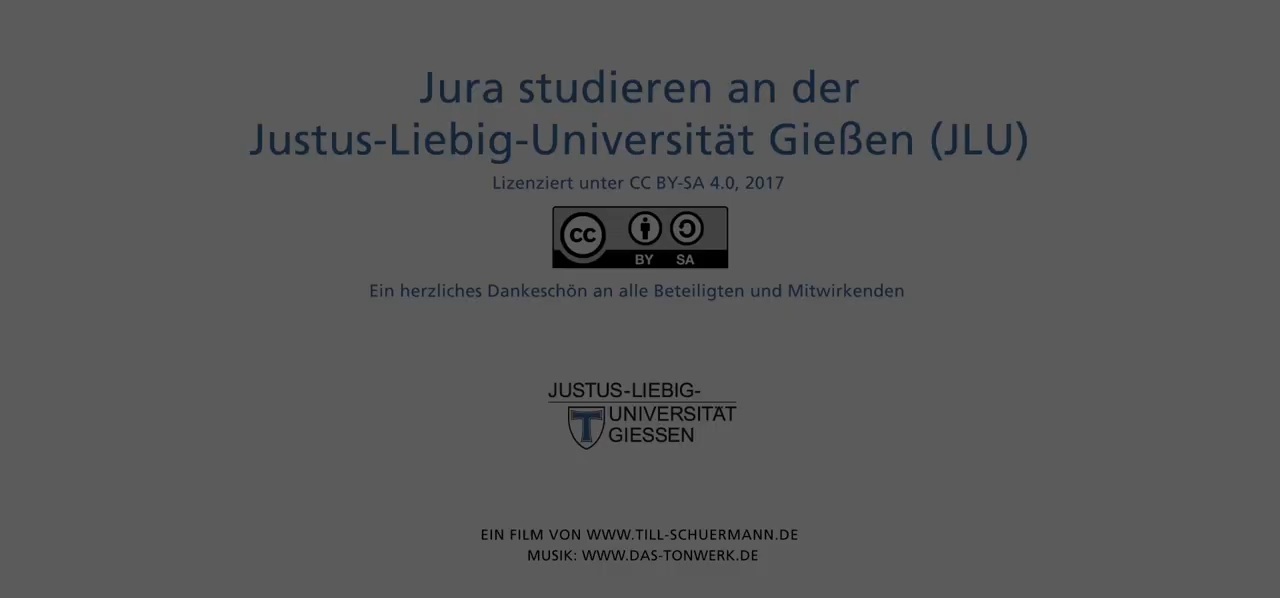 Jura studieren an der
Justus-Liebig-Universität Gießen (JLU)
Lizenziert unter CC BY-SA 4.0, 2017
CC
BY SA
Ein herzliches Dankeschön an alle Beteiligten und Mitwirkenden
JUSTUS-LIEBIG-
UNIVERSITÄT
GIESSEN
EIN FILM VON WWW.TILL-SCHUERMANN.DE
MUSIK: WWW.DAS-TONWERK.DE